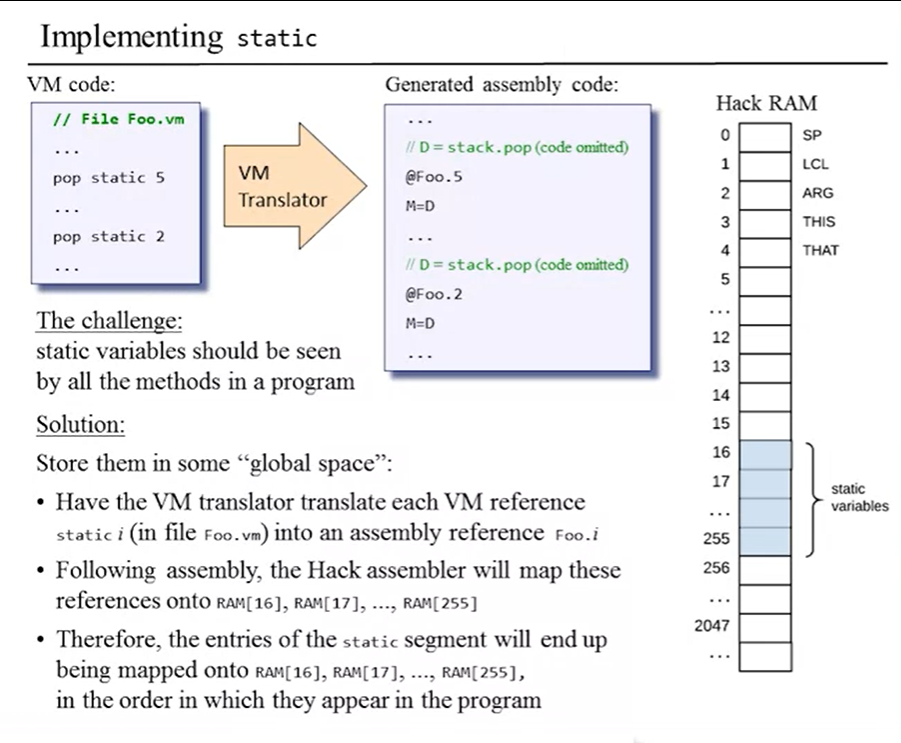 Implementing static
VM code:
// File Foo.vm
...
pop static 5
...
pop static 2
...
VM
Translator
Generated assembly code:
...
// D = stack.pop (code omitted)
@Foo.5
M=D
...
// D = stack.pop (code omitted)
@Foo.2
M=D
...
The challenge:
static variables should be seen
by all the methods in a program
Solution:
Store them in some “global space”:
• Have the VM translator translate each VM reference
static i (in file Foo.vm) into an assembly reference Foo.i
• Following assembly, the Hack assembler will map these
references onto RAM[16], RAM[17], ..., RAM[255]
• Therefore, the entries of the static segment will end up
being mapped onto RAM[16], RAM[17], ..., RAM[255],
in the order in which they appear in the program
Hack RAM
0 SP
1 LCL
2 ARG
3 THIS
4 THAT
5
...
12
13
14
15
16
17
...
255
static
variables
256
...
2047
...